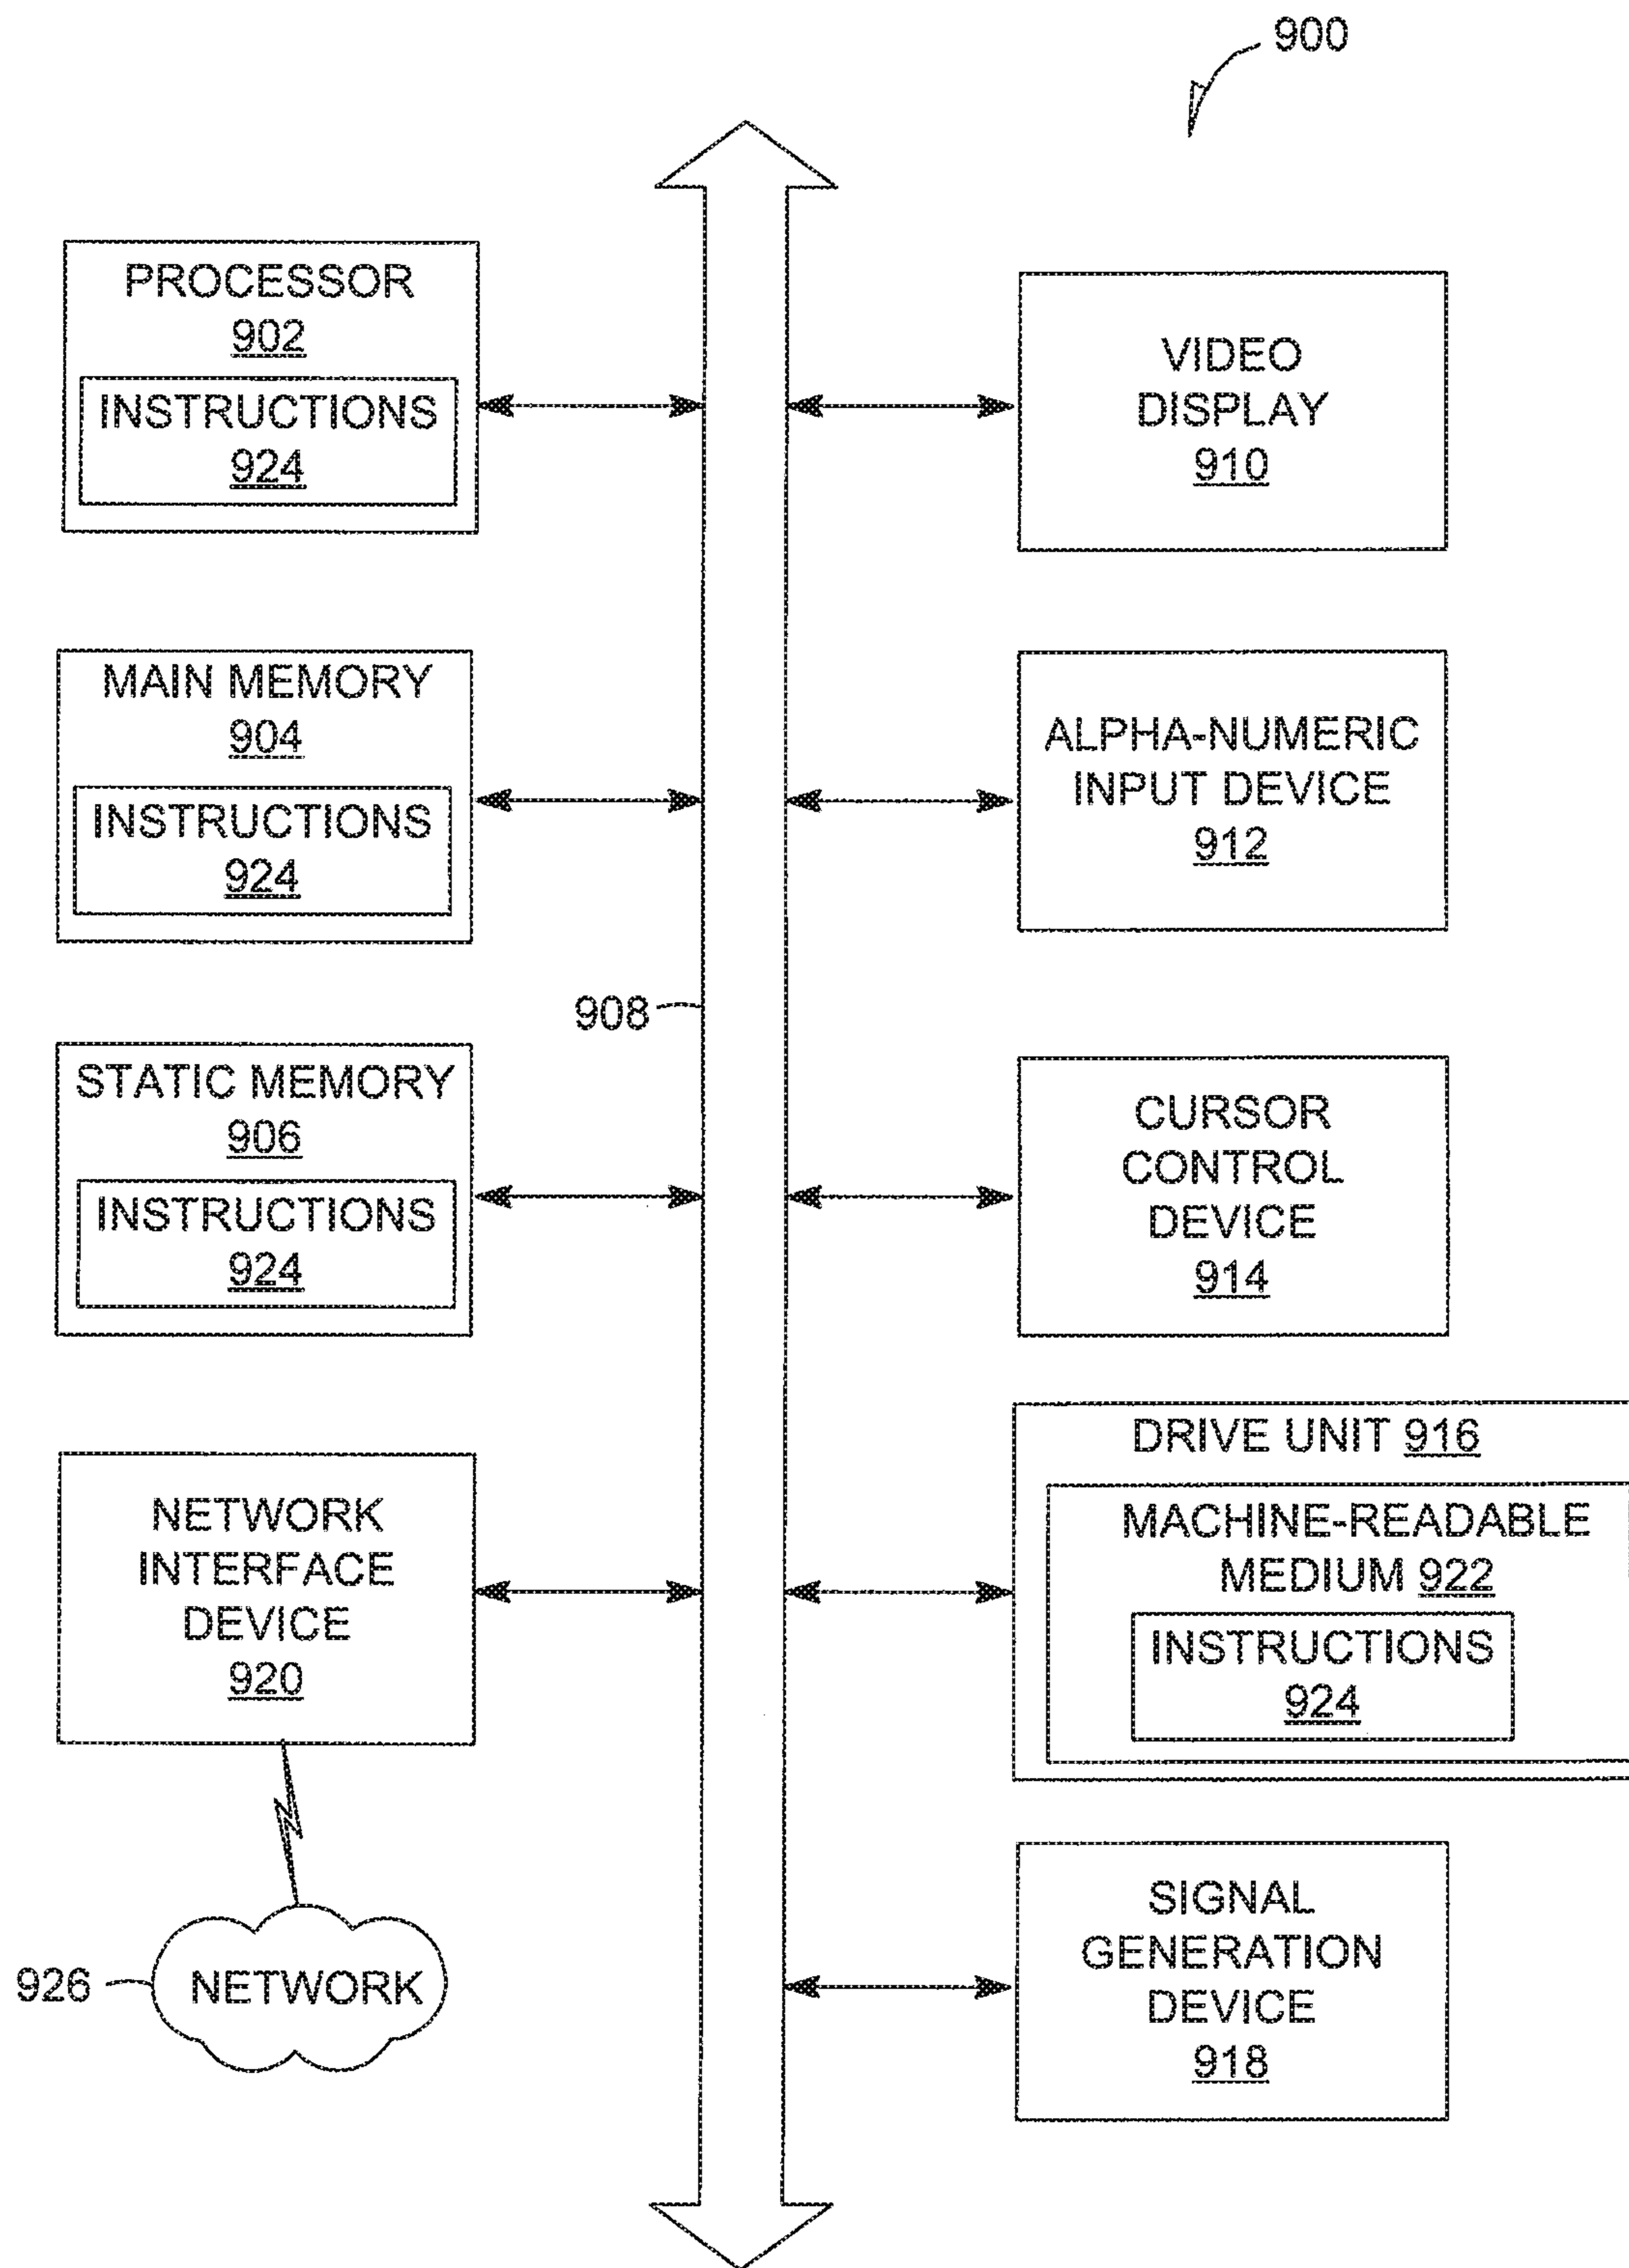 900
PROCESSOR
902
INSTRUCTIONS
924
MAIN MEMORY
904
INSTRUCTIONS
924
908
STATIC MEMORY
906
INSTRUCTIONS
924
NETWORK
INTERFACE
DEVICE
920
926
NETWORK
VIDEO
DISPLAY
910
ALPHA-NUMERIC
INPUT DEVICE
912
CURSOR
CONTROL
DEVICE
914
DRIVE UNIT 916
MACHINE-READABLE
MEDIUM 922
INSTRUCTIONS
924
SIGNAL
GENERATION
DEVICE
918